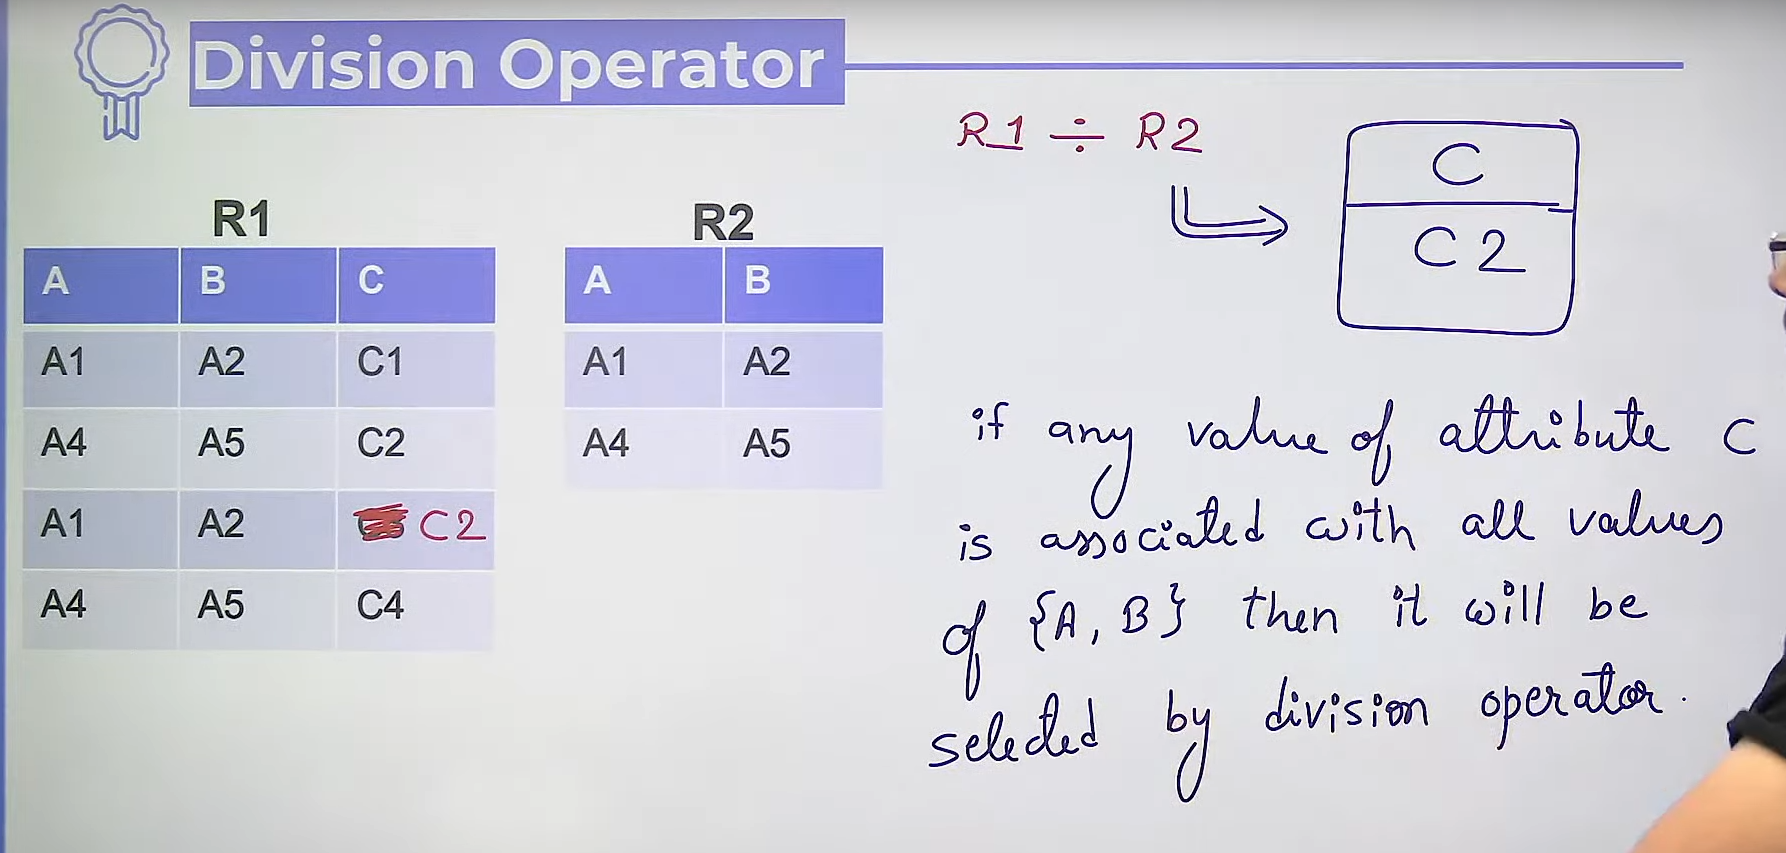 Division Operator
R1 ÷ R2
C
C2
R1
A B C
A1 A2 C1
A4 A5 C2
A1 A2 C2
A4 A5 C4
R2
A B
A1 A2
A4 A5
if any value of attribute C
is associated with all values
of {A, B} then it will be
selected by division operator.